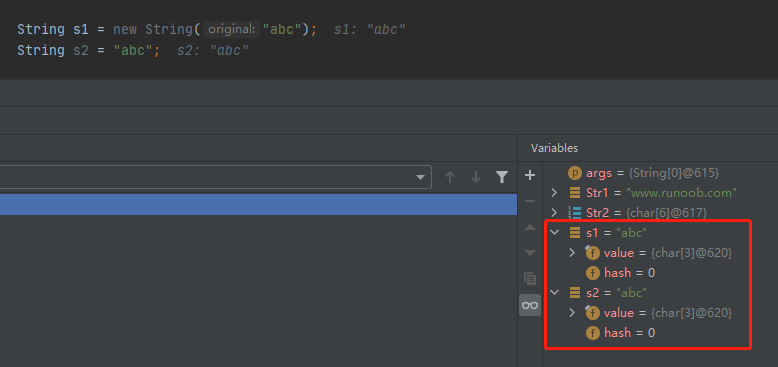 String s1 = new String( original: "abc");  s1: "abc"
String s2 = "abc";  s2: "abc"
Variables
args = {String[0]@615}
Str1 = "www.runoob.com"
Str2 = {char[6]@617}
s1 = "abc"
value = {char[3]@620}
hash = 0
s2 = "abc"
value = {char[3]@620}
hash = 0